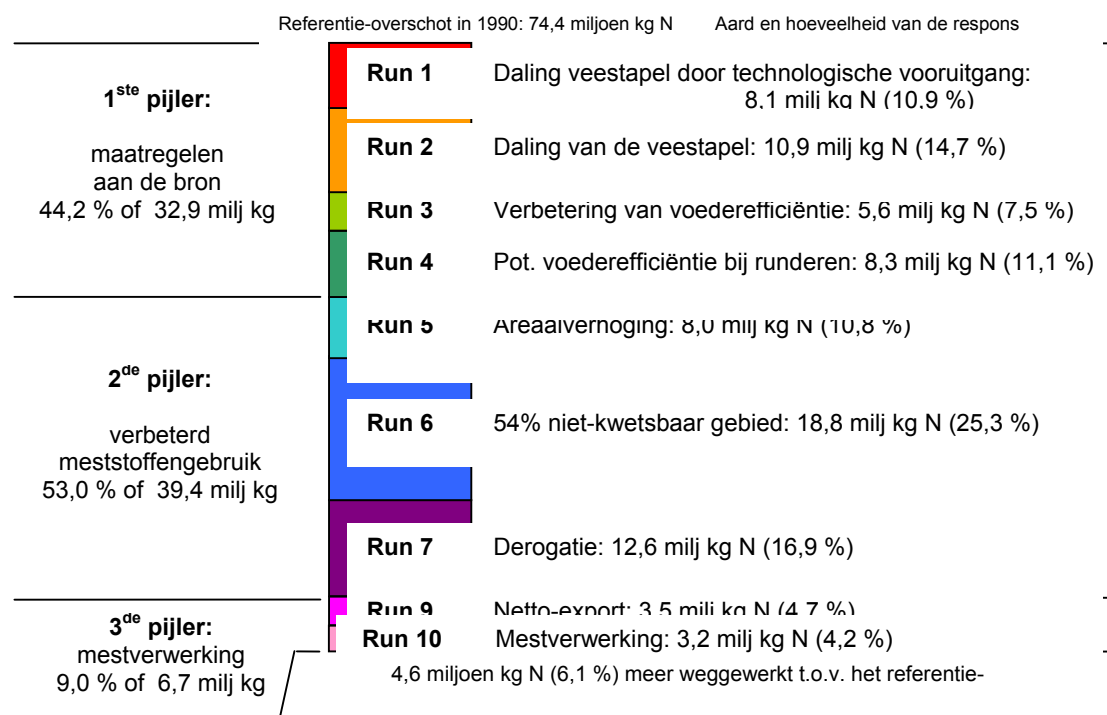 Referentie-overschot in 1990: 74,4 miljoen kg N
Aard en hoeveelheid van de respons
1ste pijler:
maatregelen
aan de bron
44,2 % of 32,9 milj kg
Run 1
Daling veestapel door technologische vooruitgang:
8,1 milj kg N (10,9 %)
Run 2
Daling van de veestapel: 10,9 milj kg N (14,7 %)
Run 3
Verbetering van voederefficiëntie: 5,6 milj kg N (7,5 %)
Run 4
Pot. voederefficiëntie bij runderen: 8,3 milj kg N (11,1 %)
2de pijler:
verbeterd
meststoffengebruik
53,0 % of 39,4 milj kg
Run 5
Areaalverhoging: 8,0 milj kg N (10,8 %)
Run 6
54% niet-kwetsbaar gebied: 18,8 milj kg N (25,3 %)
Run 7
Derogatie: 12,6 milj kg N (16,9 %)
3de pijler:
mestverwerking
9,0 % of 6,7 milj kg
Run 9
Netto-export: 3,5 milj kg N (4,7 %)
Run 10
Mestverwerking: 3,2 milj kg N (4,2 %)
4,6 miljoen kg N (6,1 %) meer weggewerkt t.o.v. het referentie-